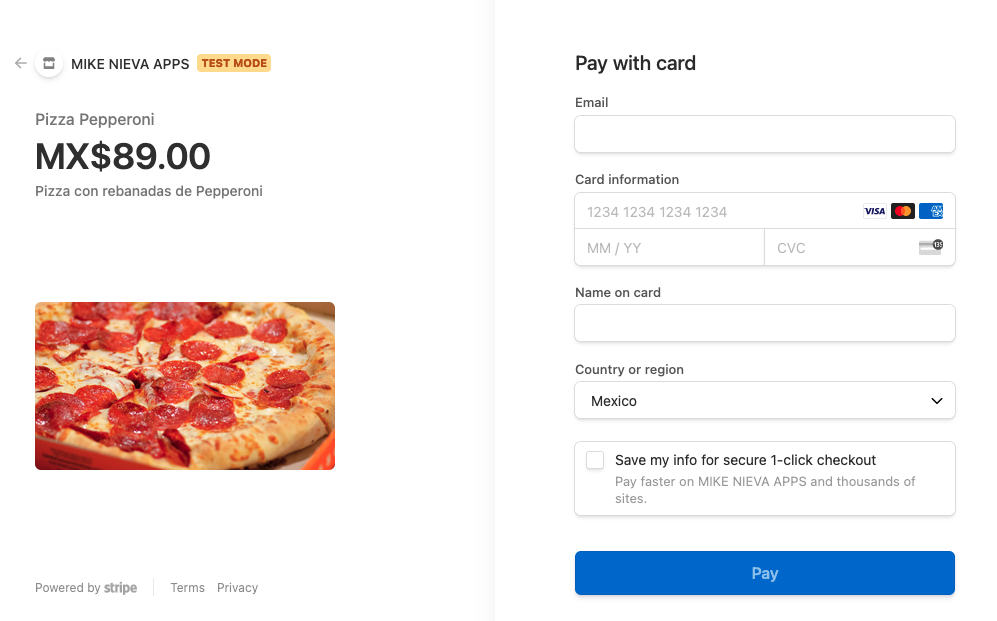 MIKE NIEVA APPS TEST MODE
Pizza Pepperoni
MX$89.00
Pizza con rebanadas de Pepperoni
Powered by stripe
Terms Privacy
Pay with card
Email
Card information
1234 1234 1234 1234 VISA
MM / YY
CVC 135
Name on card
Country or region
Mexico
Save my info for secure 1-click checkout
Pay faster on MIKE NIEVA APPS and thousands of
sites.
Pay